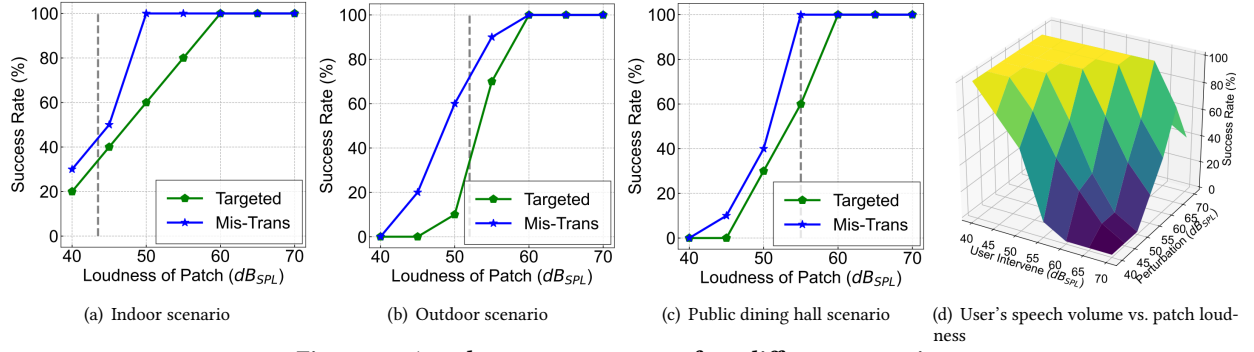 Success Rate (%)
100
80
60
40
20
0
Targeted
Mis-Trans
40 50 60 70
Loudness of Patch (dB_SPL)
(a) Indoor scenario
Success Rate (%)
100
80
60
40
20
0
Targeted
Mis-Trans
40 50 60 70
Loudness of Patch (dB_SPL)
(b) Outdoor scenario
Success Rate (%)
100
80
60
40
20
0
Targeted
Mis-Trans
40 50 60 70
Loudness of Patch (dB_SPL)
(c) Public dining hall scenario
100
80
60
40
20
0
Success Rate (%)
40 45 50 55 60 65 70
User Intervene (dB_SPL)
40 45 50 55 60 65 70
Perturbation (dB_SPL)
(d) User's speech volume vs. patch loud-
ness